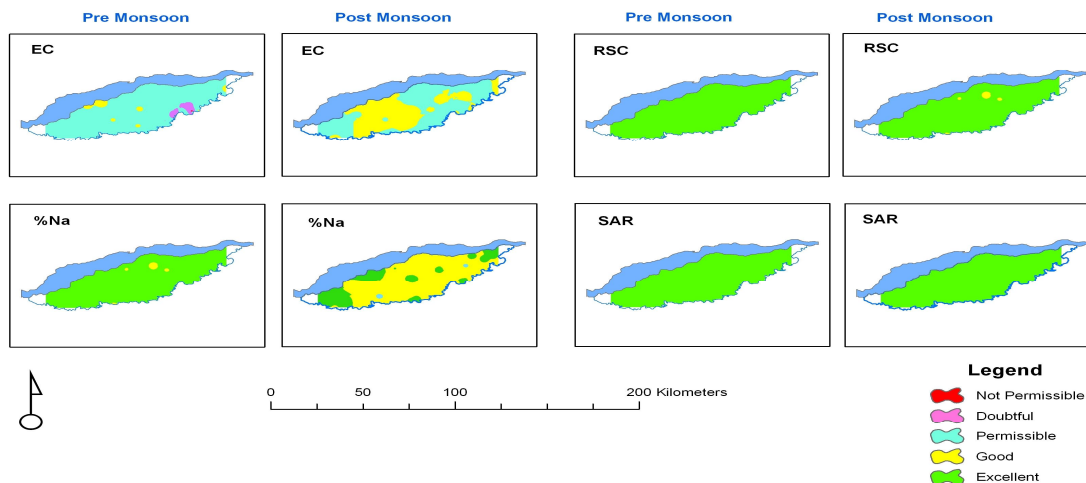 Pre Monsoon
Post Monsoon
Pre Monsoon
Post Monsoon
EC
EC
RSC
RSC
%Na
%Na
SAR
SAR
0 50 100 200 Kilometers
Legend
Not Permissible
Doubtful
Permissible
Good
Excellent